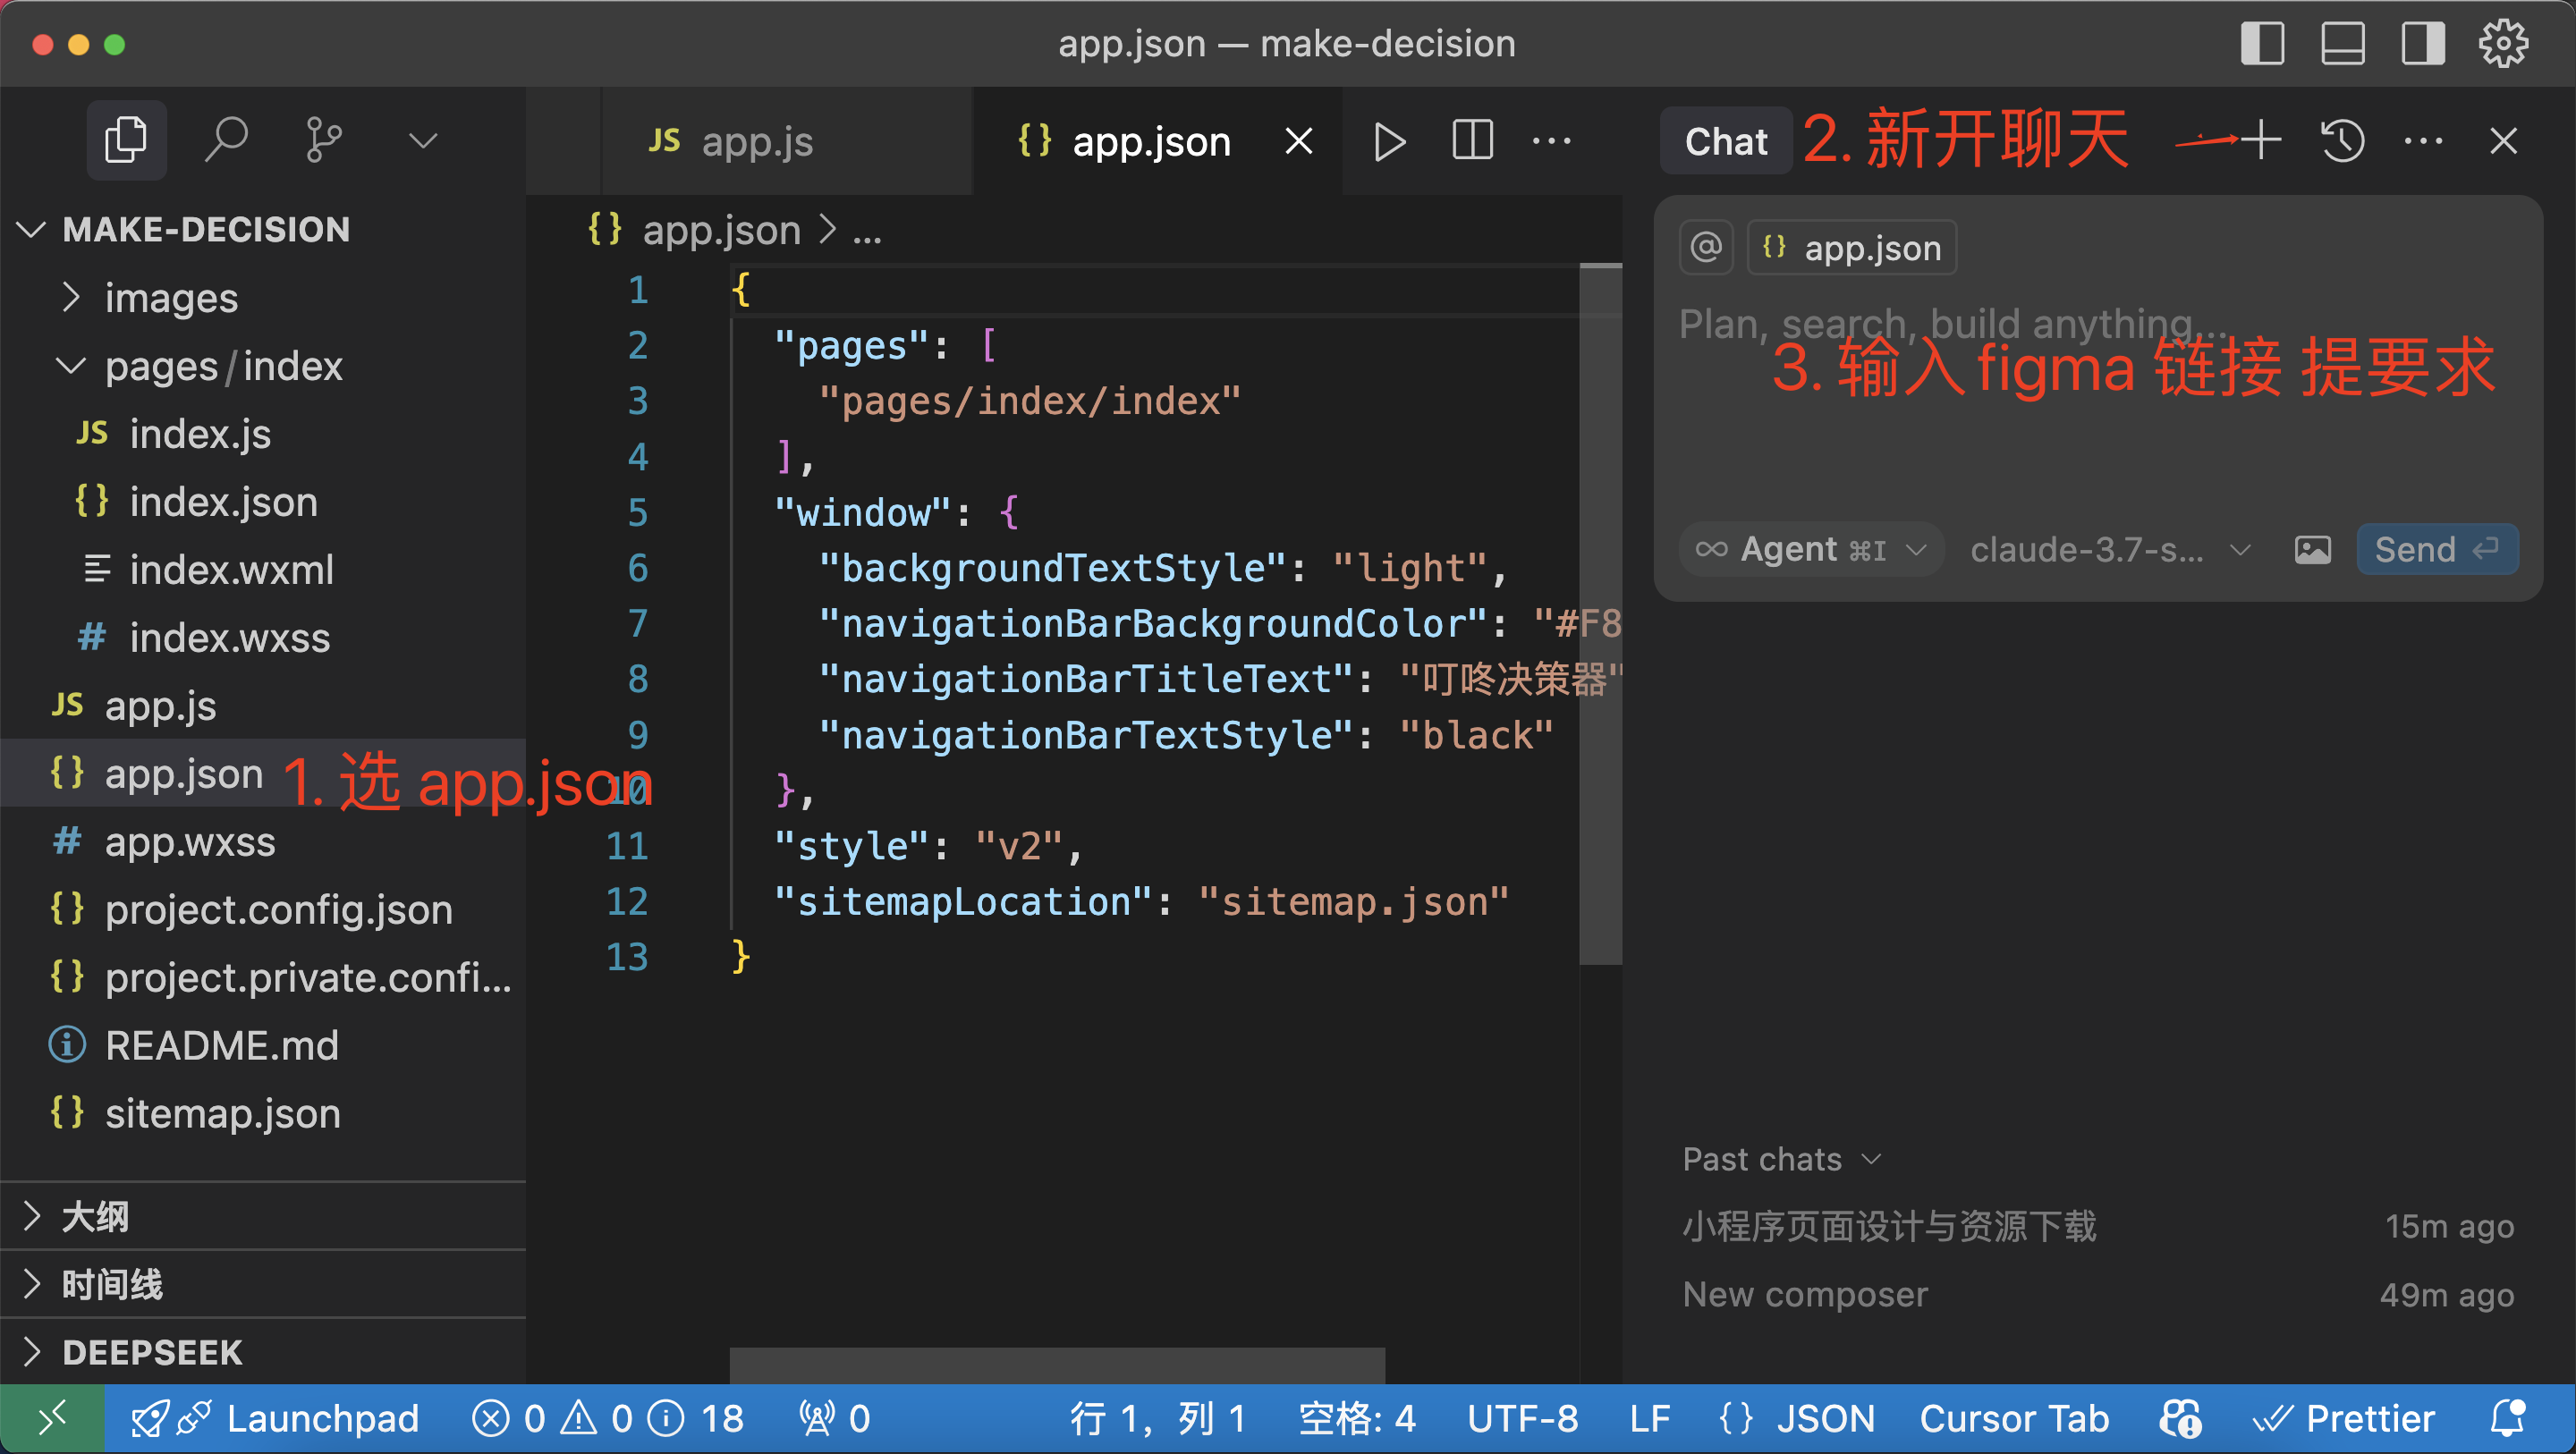 app.json — make-decision
JS app.js
{} app.json
Chat
2. 新开聊天
MAKE-DECISION
images
pages/index
JS index.js
{} index.json
index.wxml
# index.wxss
JS app.js
{} app.json
1. 选 app.json
# app.wxss
{} project.config.json
{} project.private.confi...
README.md
{} sitemap.json
大纲
时间线
DEEPSEEK
{} app.json > ...
1 {
2 "pages": [
3 "pages/index/index"
4 ],
5 "window": {
6 "backgroundTextStyle": "light",
7 "navigationBarBackgroundColor": "#F8
8 "navigationBarTitleText": "叮咚决策器"
9 "navigationBarTextStyle": "black"
10 },
11 "style": "v2",
12 "sitemapLocation": "sitemap.json"
13 }
@ {} app.json
Plan, search, build anything...
3. 输入 figma 链接 提要求
Agent ⌘I claude-3.7-s... Send
Past chats
小程序页面设计与资源下载 15m ago
New composer 49m ago
Launchpad 0 0 18 0 行 1, 列 1 空格: 4 UTF-8 LF {} JSON Cursor Tab Prettier